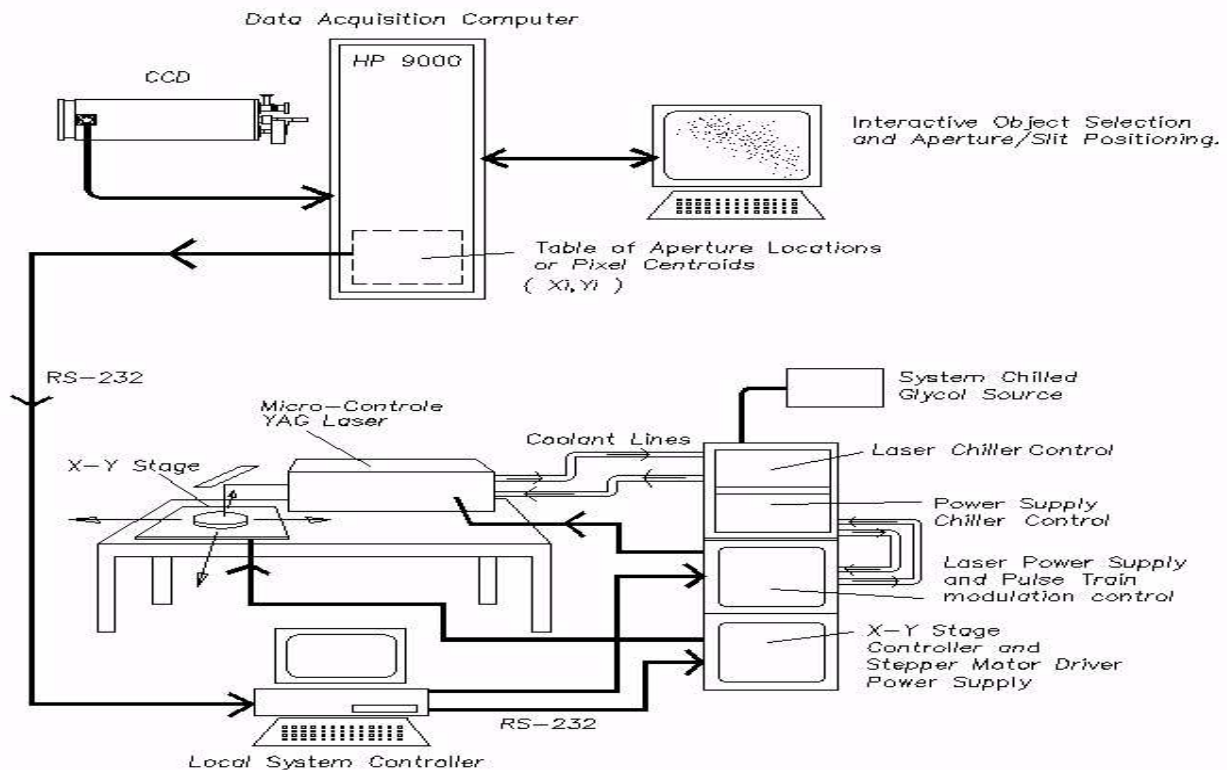 Data Acquisition Computer
HP 9000
CCD
Interactive Object Selection
and Aperture/Slit Positioning.
Table of Aperture Locations
or Pixel Centroids
( Xi,Yi )
RS-232
System Chilled
Glycol Source
Micro-Controle
YAG Laser
Coolant Lines
Laser Chiller Control
X-Y Stage
Power Supply
Chiller Control
Laser Power Supply
and Pulse Train
modulation control
X-Y Stage
Controller and
Stepper Motor Driver
Power Supply
RS-232
Local System Controller